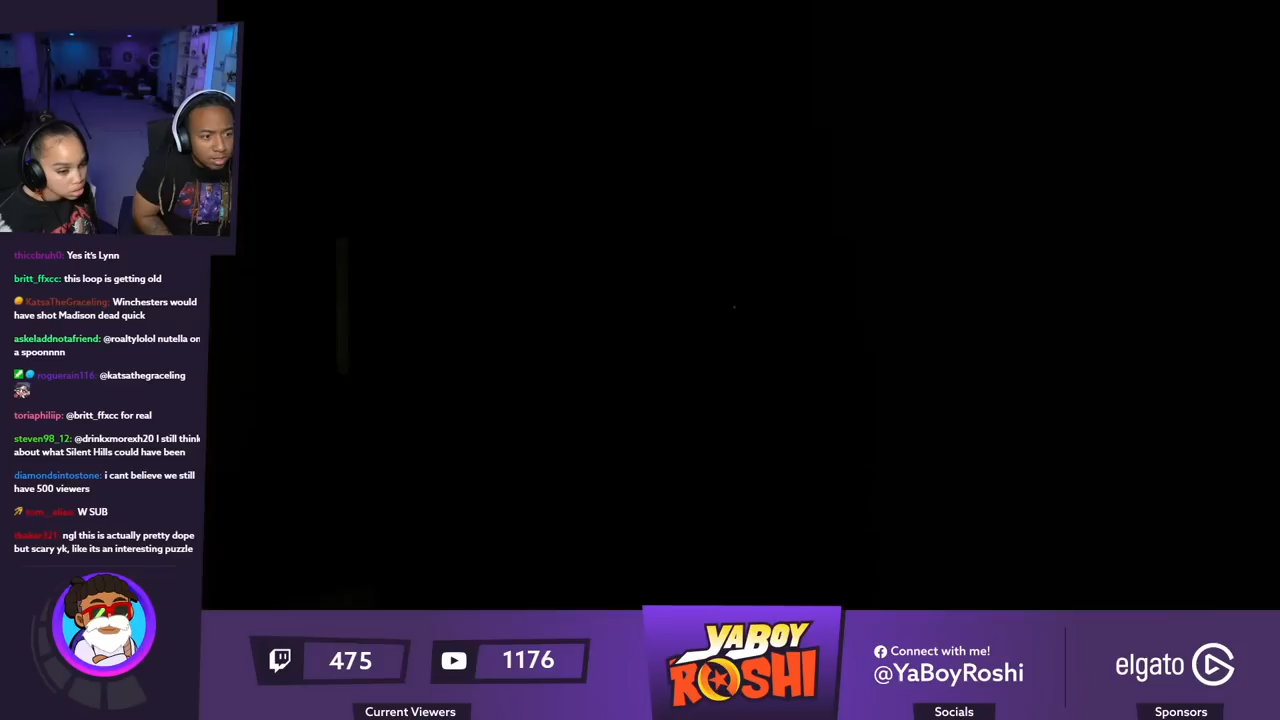 thiccbruh0: Yes it's Lynn
britt_ffxcc: this loop is getting old
KatsaTheGraceling: Winchesters would
have shot Madison dead quick
askeladdnotafriend: @roaltylolol nutella on
a spoonnnn
roguerain116: @katsathegraceling
toriaphiliip: @britt_ffxcc for real
steven98_12: @drinkxmorexh20 I still think
about what Silent Hills could have been
diamondsintostone: i cant believe we still
have 500 viewers
W SUB
ngl this is actually pretty dope
but scary yk, like its an interesting puzzle
475
1176
Current Viewers
YABOY
ROSHI
Connect with me!
@YaBoyRoshi
Socials
elgato
Sponsors